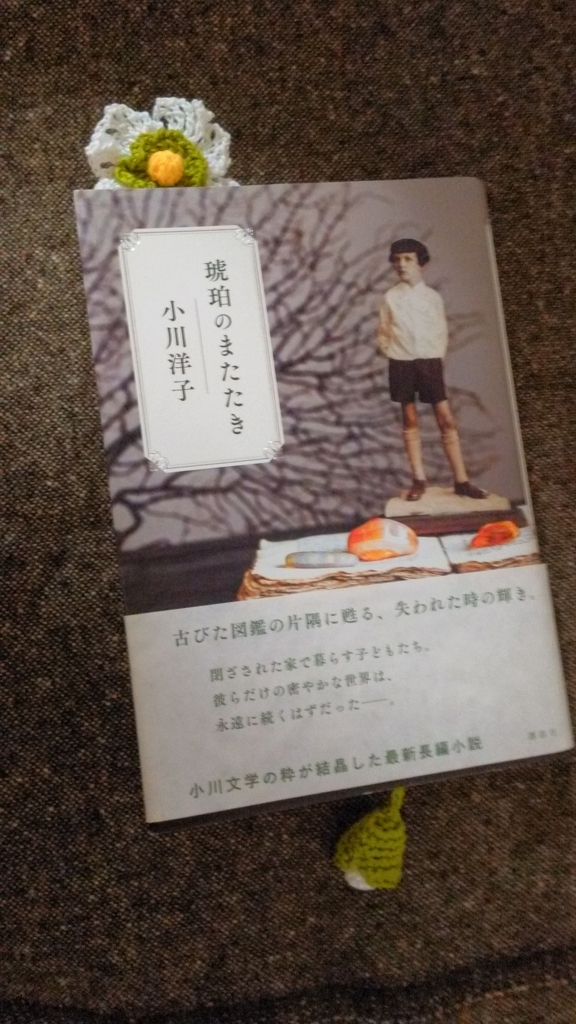 琥珀のまたたき
小川洋子
古びた図鑑の片隅に甦る、失われた時の輝き。
閉ざされた家で暮らす子どもたち。
彼らだけの密やかな世界は、
永遠に続くはずだった――。
小川文学の粋が結晶した最新長編小説
講談社